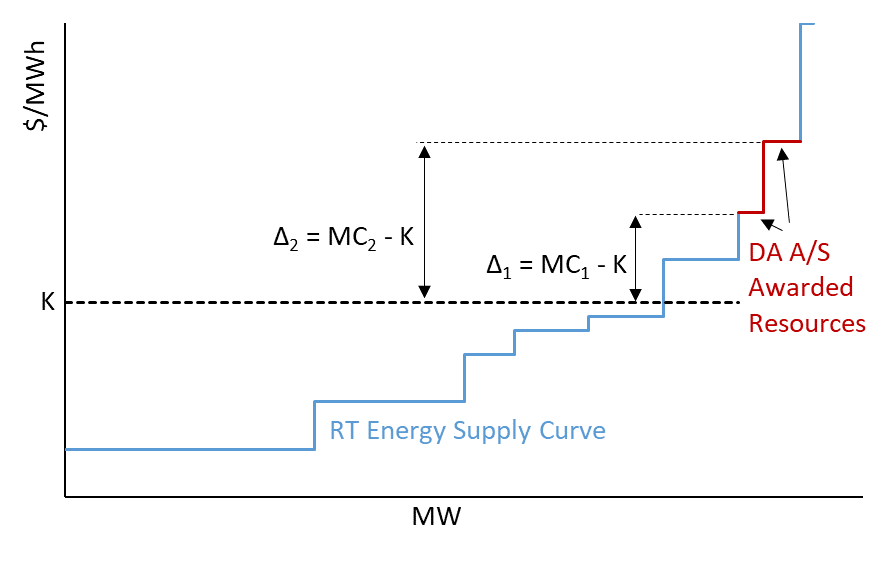 $/MWh
Δ₂ = MC₂ - K
Δ₁ = MC₁ - K
DA A/S
Awarded
Resources
K
RT Energy Supply Curve
MW